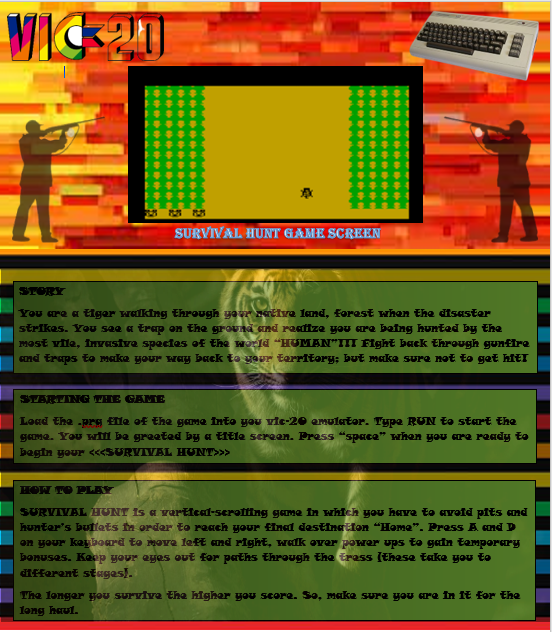 VIC-20
SURVIVAL HUNT GAME SCREEN
STORY
You are a tiger walking through your native land, forest when the disaster
strikes. You see a trap on the ground and realize you are being hunted by the
most vile, invasive species of the world “HUMAN”!!! Fight back through gunfire
and traps to make your way back to your territory; but make sure not to get hit!
STARTING THE GAME
Load the .prg file of the game into you vic-20 emulator. Type RUN to start the
game. You will be greeted by a title screen. Press “space” when you are ready to
begin your <<<SURVIVAL HUNT>>>
HOW TO PLAY
SURVIVAL HUNT is a vertical-scrolling game in which you have to avoid pits and
hunter's bullets in order to reach your final destination “Home”. Press A and D
on your keyboard to move left and right, walk over power ups to gain temporary
bonuses. Keep your eyes out for paths through the tress (these take you to
different stages).
The longer you survive the higher you score. So, make sure you are in it for the
long haul.